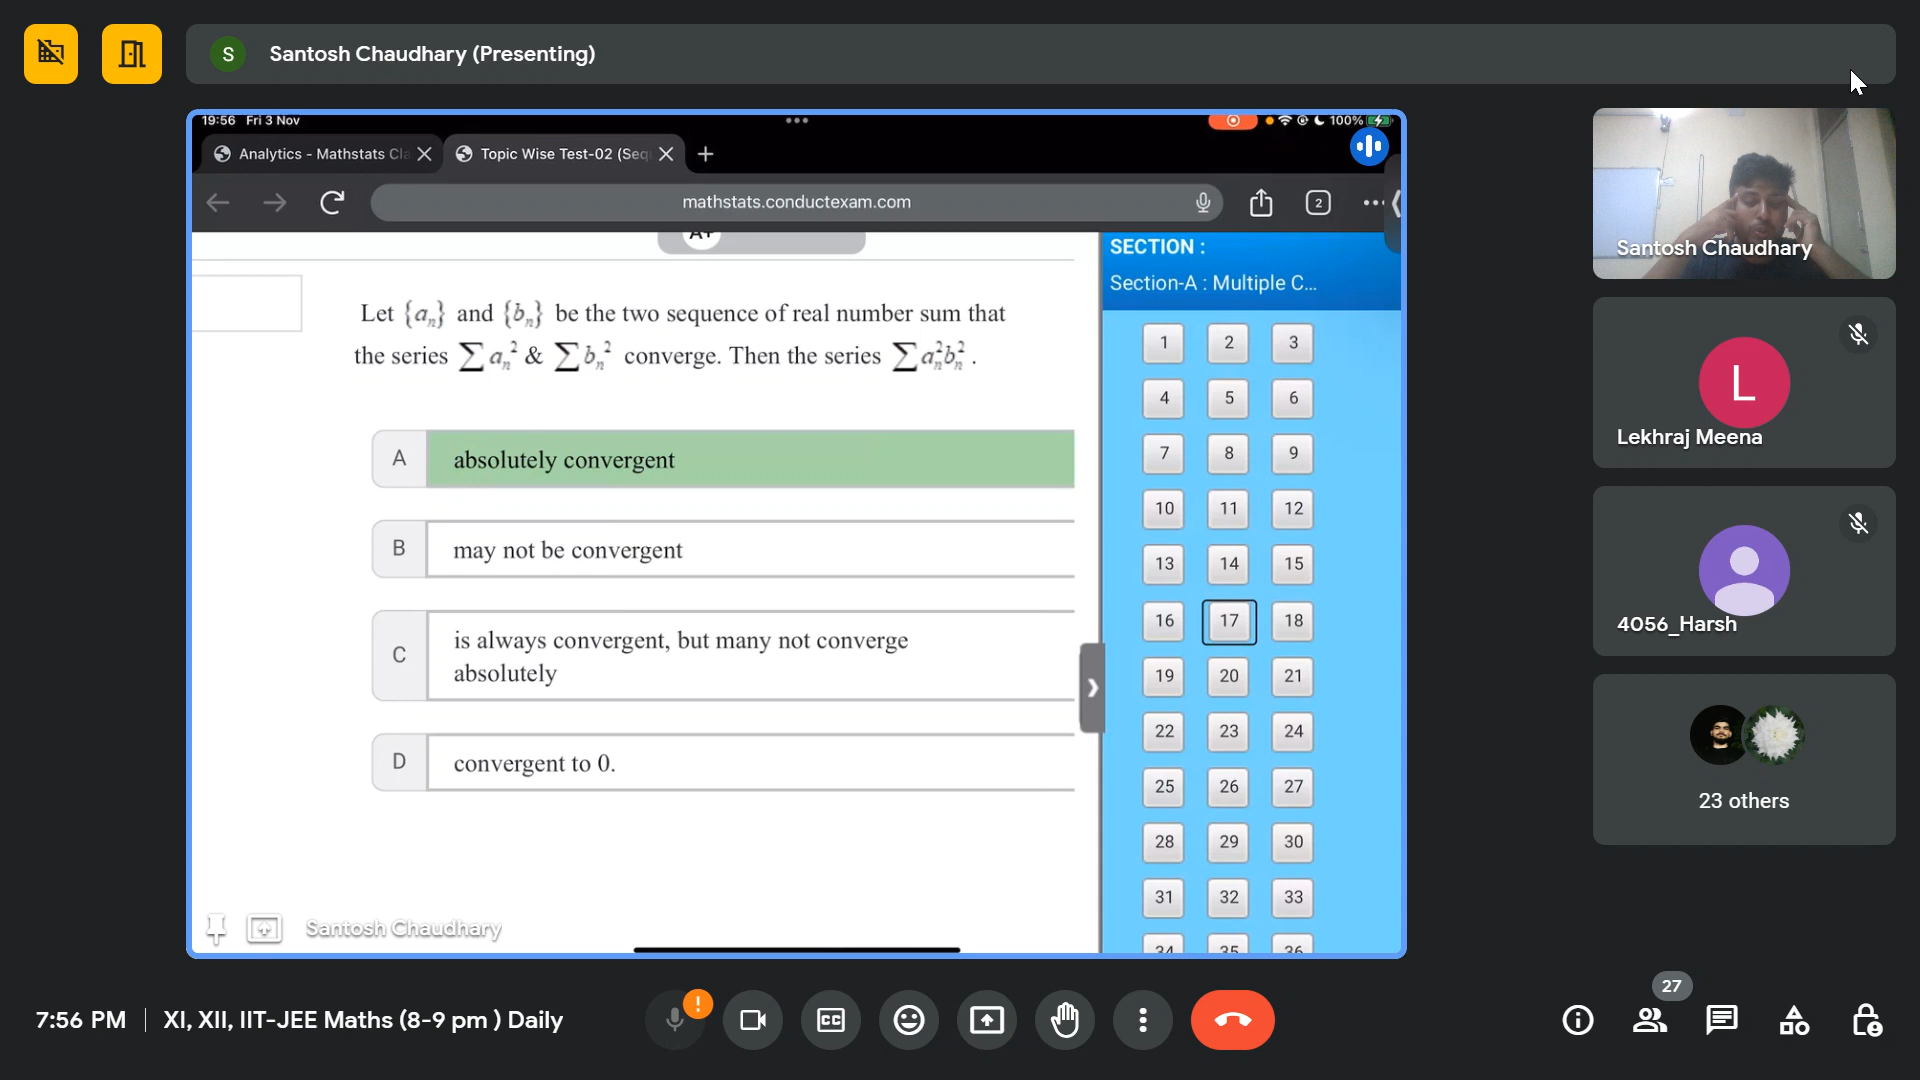 S Santosh Chaudhary (Presenting)
19:56 Fri 3 Nov
100%
Analytics - Mathstats Cla
Topic Wise Test-02 (Seq
mathstats.conductexam.com
2
A+
SECTION :
Section-A : Multiple C...
Let {aₙ} and {bₙ} be the two sequence of real number sum that
the series ∑aₙ² & ∑bₙ² converge. Then the series ∑aₙ²bₙ².
A absolutely convergent
B may not be convergent
C is always convergent, but many not converge
absolutely
D convergent to 0.
1 2 3
4 5 6
7 8 9
10 11 12
13 14 15
16 17 18
19 20 21
22 23 24
25 26 27
28 29 30
31 32 33
34 35 36
Santosh Chaudhary
Santosh Chaudhary
L
Lekhraj Meena
4056_Harsh
23 others
7:56 PM | XI, XII, IIT-JEE Maths (8-9 pm ) Daily
!
CC
27